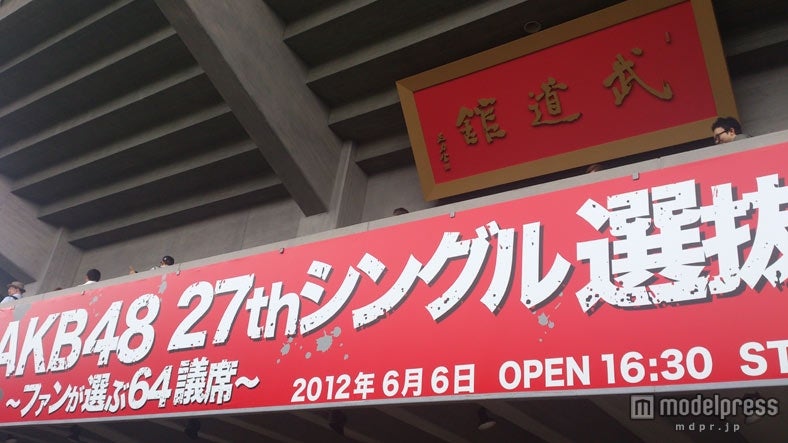 武道館
AKB48 27thシングル 選抜
~ファンが選ぶ64議席~
2012年6月6日 OPEN 16:30 ST
modelpress
mdpr.jp